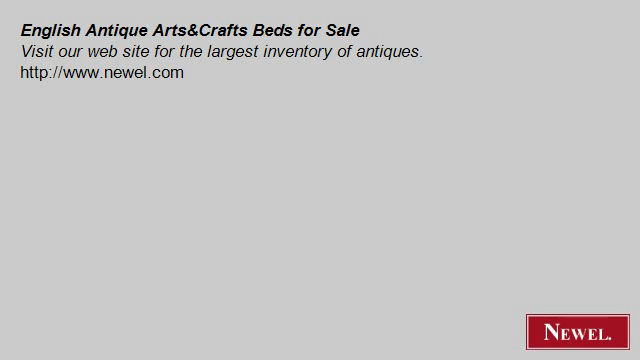 English Antique Arts&Crafts Beds for Sale
Visit our web site for the largest inventory of antiques.
http://www.newel.com
NEWEL.